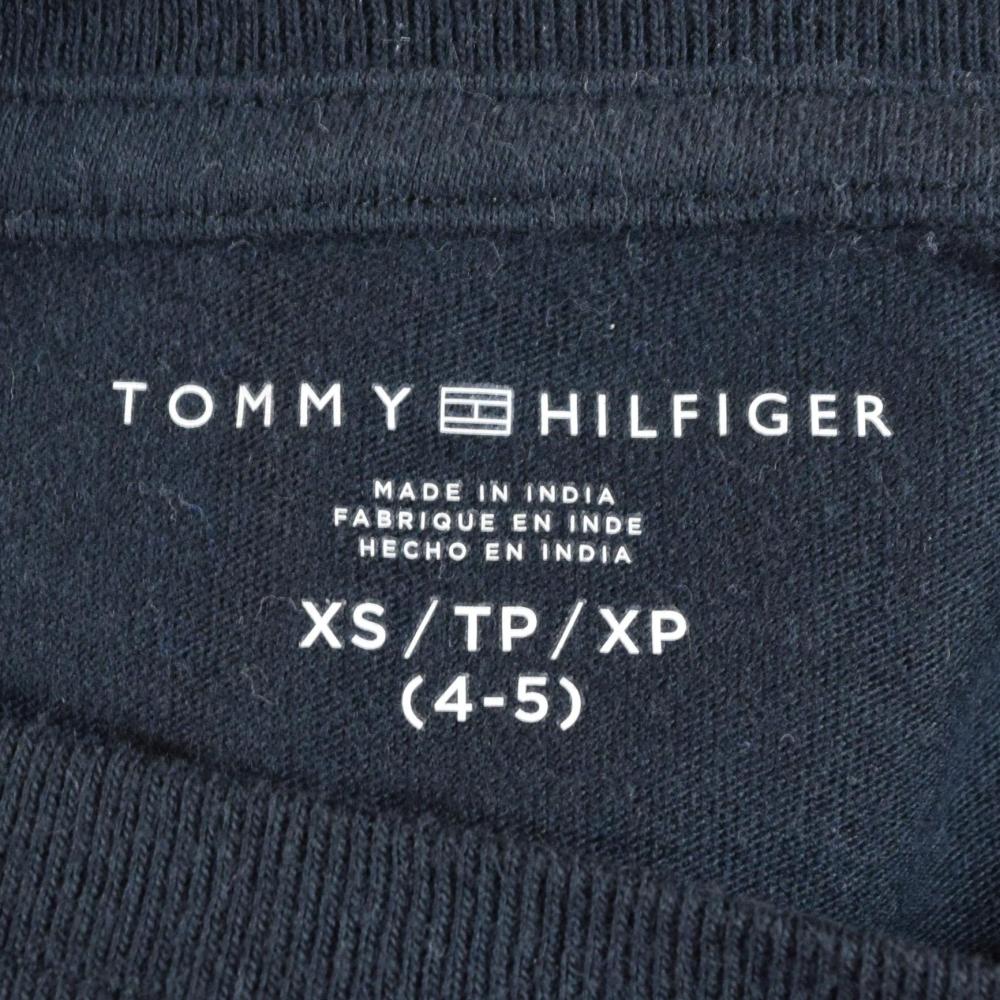 TOMMY HILFIGER
MADE IN INDIA
FABRIQUE EN INDE
HECHO EN INDIA
XS / TP / XP
(4-5)